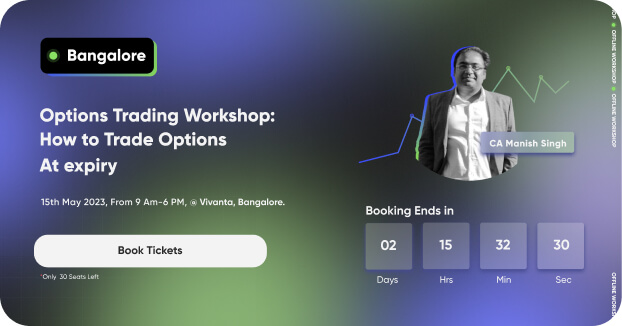 Bangalore
Options Trading Workshop:
How to Trade Options
At expiry
15th May 2023, From 9 Am-6 PM, @ Vivanta, Bangalore.
Book Tickets
*Only 30 Seats Left
CA Manish Singh
Booking Ends in
02 15 32 30
Days Hrs Min Sec
OFFLINE WORKSHOP
OFFLINE WORKSHOP